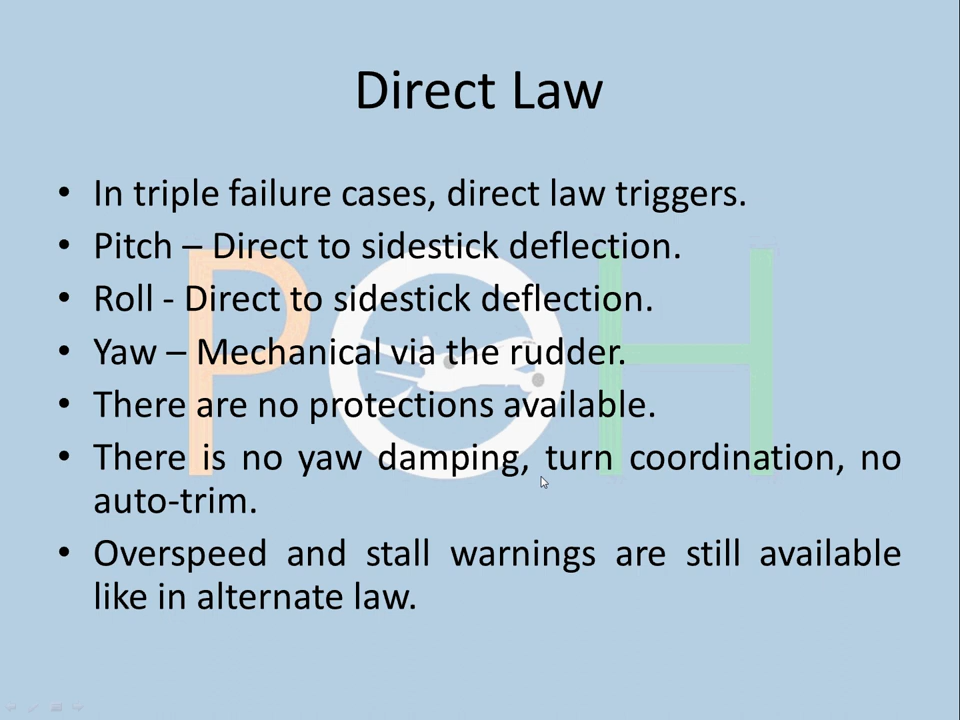 Direct Law
• In triple failure cases, direct law triggers.
• Pitch – Direct to sidestick deflection.
• Roll - Direct to sidestick deflection.
• Yaw – Mechanical via the rudder.
• There are no protections available.
• There is no yaw damping, turn coordination, no
auto-trim.
• Overspeed and stall warnings are still available
like in alternate law.
POH